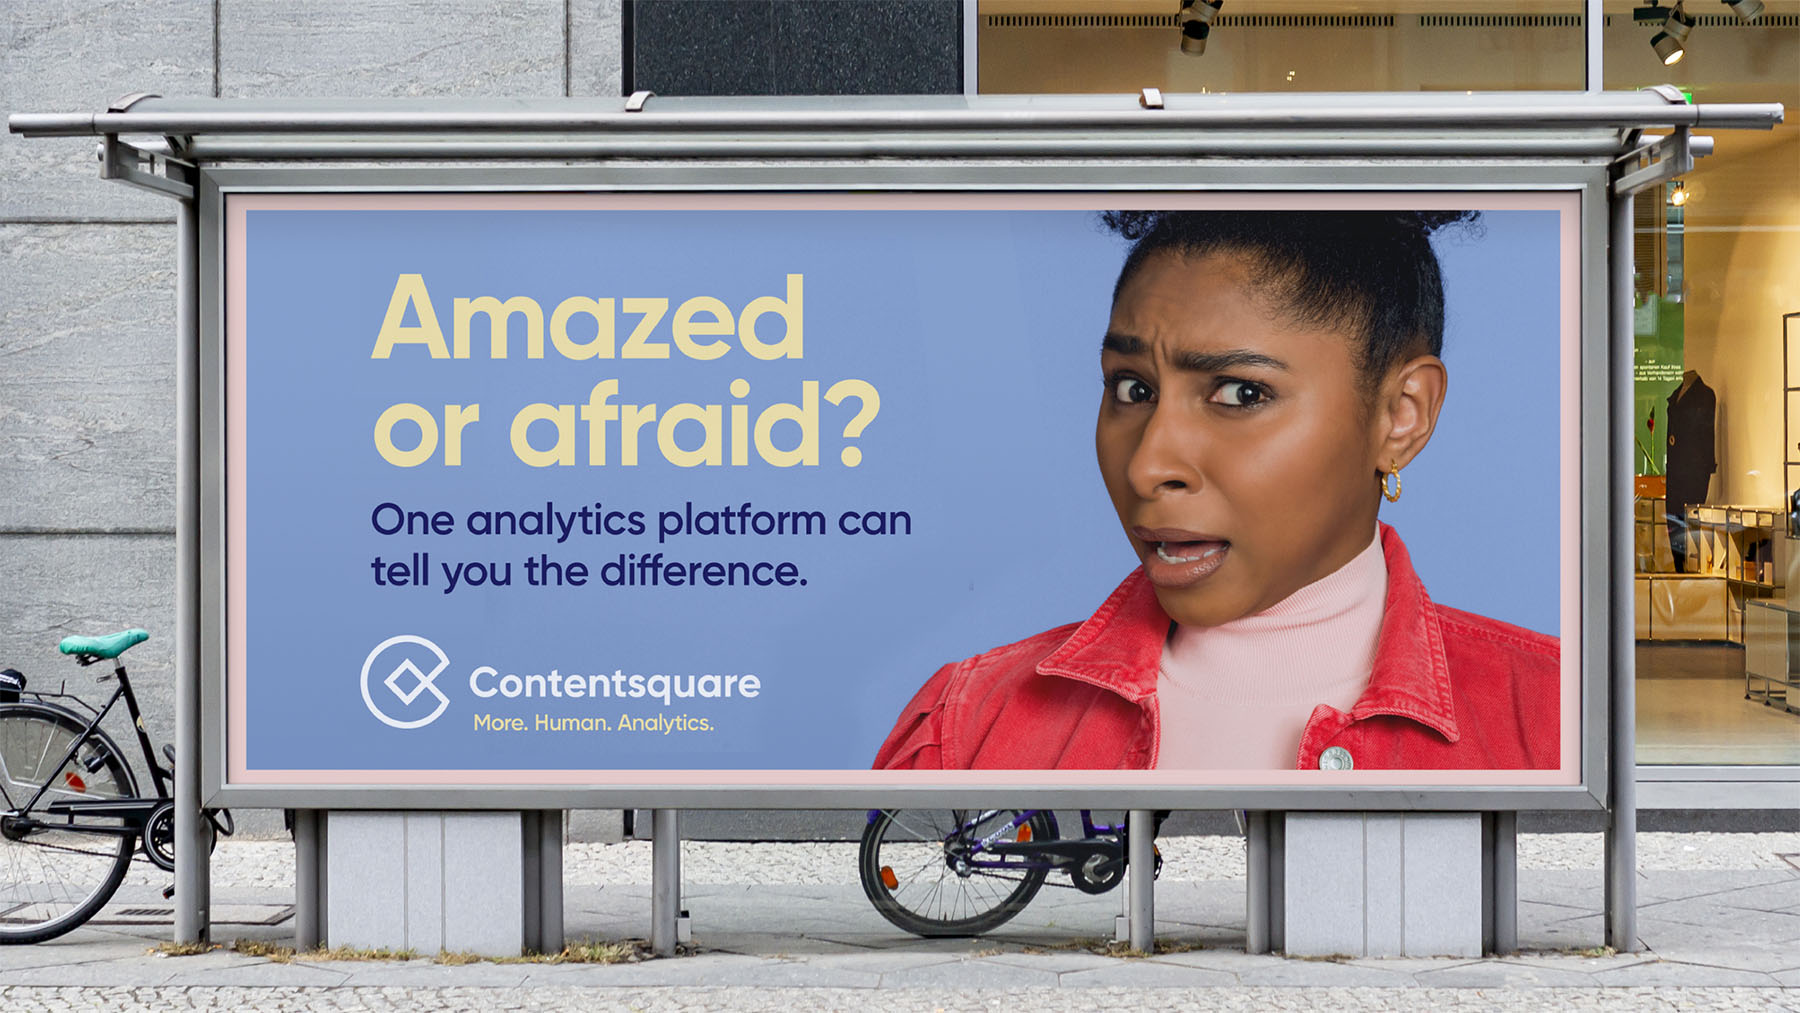 Amazed
or afraid?
One analytics platform can
tell you the difference.
Contentsquare
More. Human. Analytics.